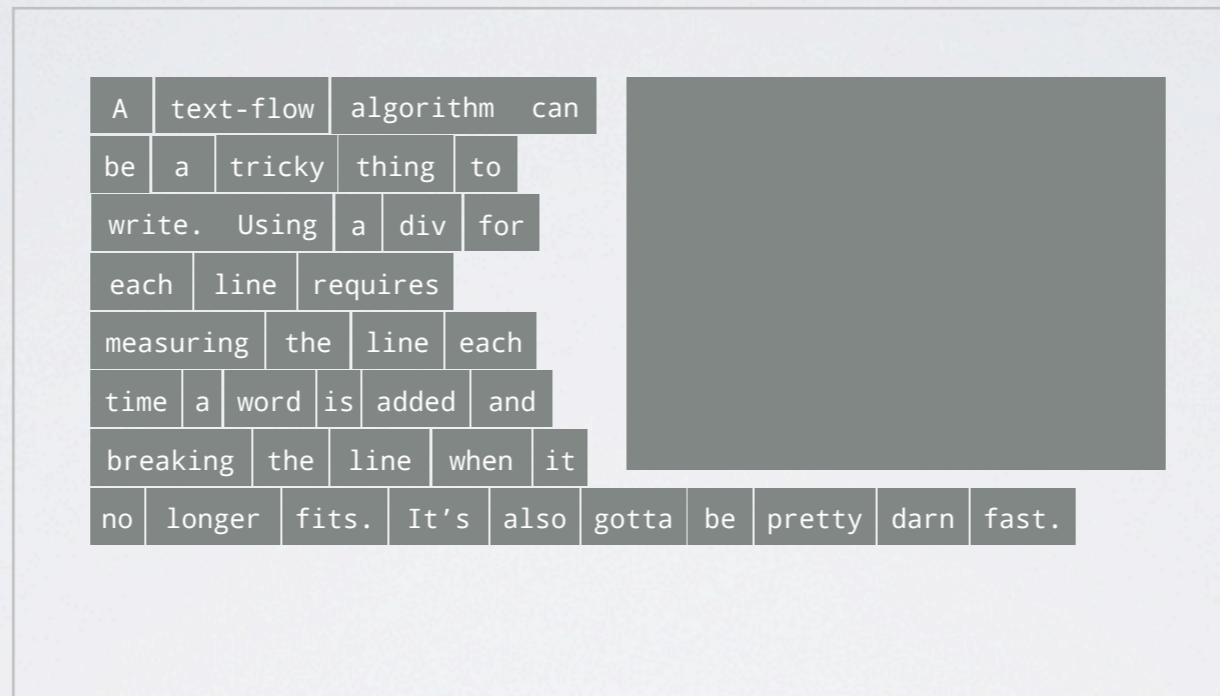 A text-flow algorithm can
be a tricky thing to
write. Using a div for
each line requires
measuring the line each
time a word is added and
breaking the line when it
no longer fits. It’s also gotta be pretty darn fast.